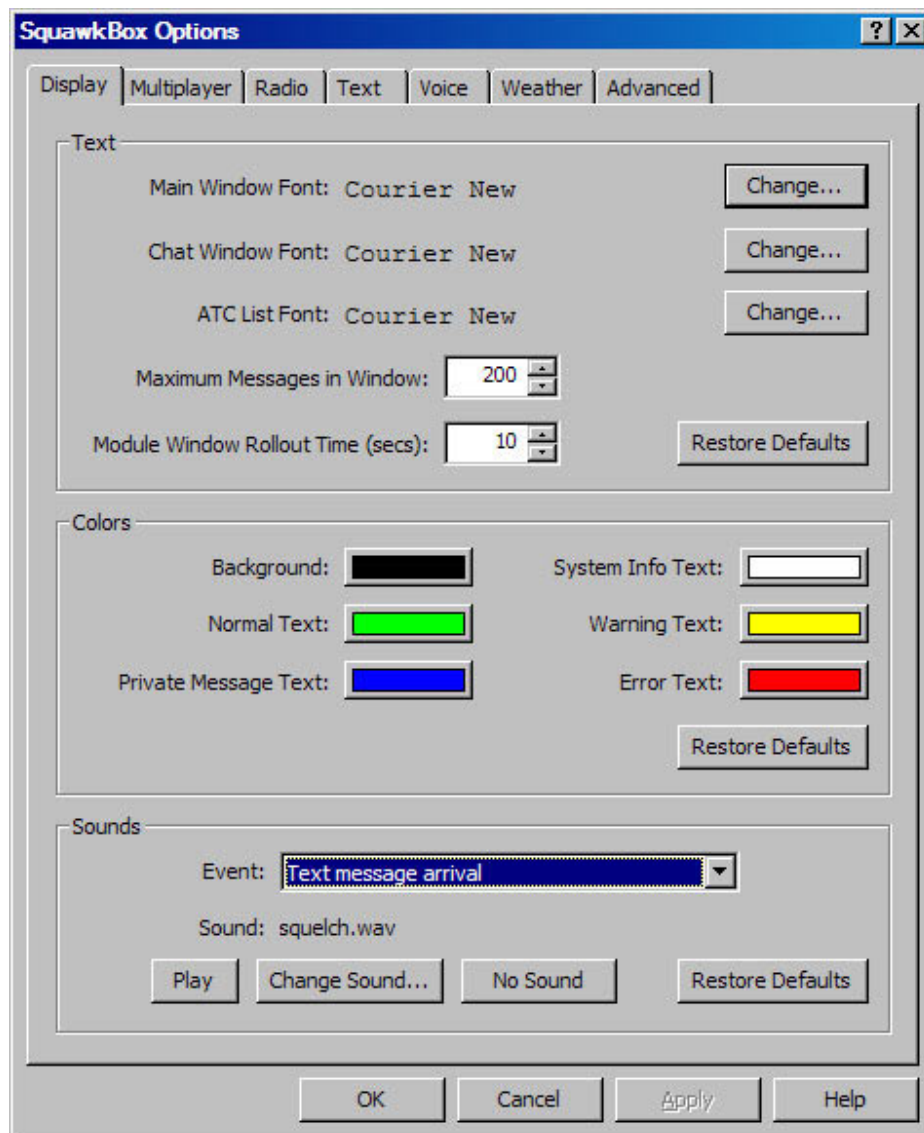 SquawkBox Options
Display Multiplayer Radio Text Voice Weather Advanced
Text
Main Window Font: Courier New Change...
Chat Window Font: Courier New Change...
ATC List Font: Courier New Change...
Maximum Messages in Window: 200
Module Window Rollout Time (secs): 10 Restore Defaults
Colors
Background: System Info Text:
Normal Text: Warning Text:
Private Message Text: Error Text:
Restore Defaults
Sounds
Event: Text message arrival
Sound: squelch.wav
Play Change Sound... No Sound Restore Defaults
OK Cancel Apply Help